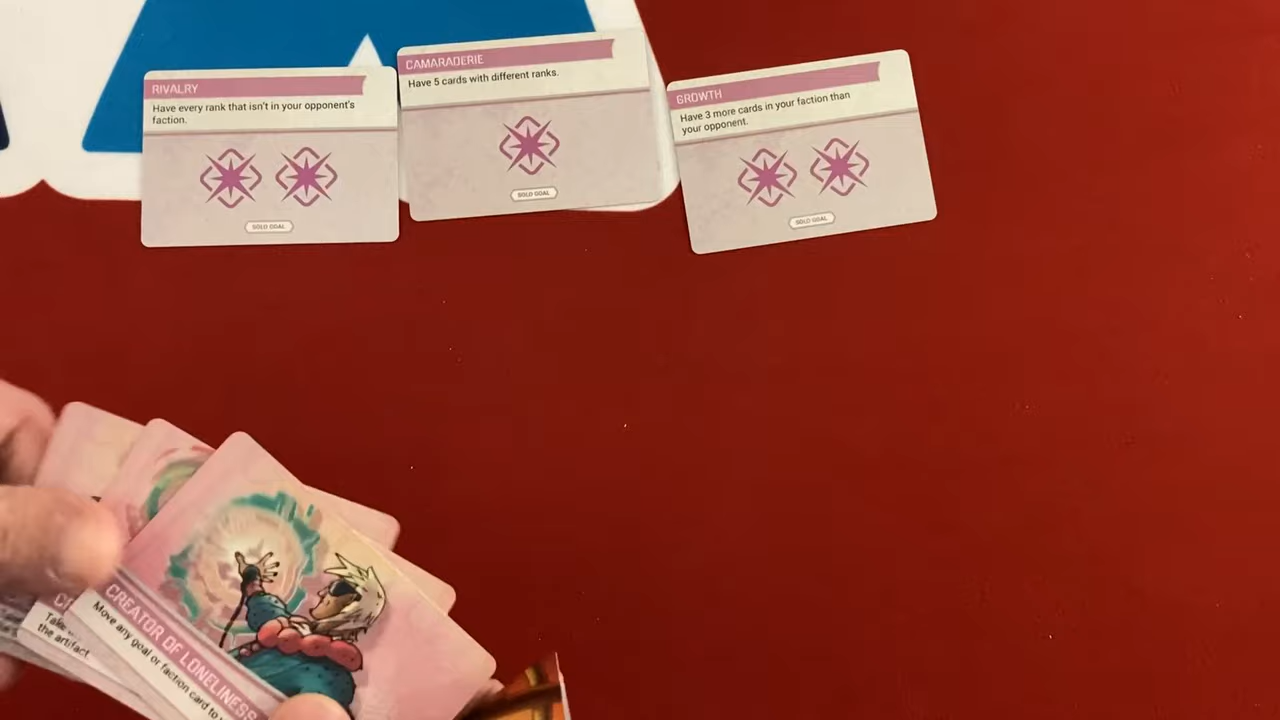 RIVALRY
Have every rank that isn't in your opponent's
faction.
SOLO GOAL
CAMARADERIE
Have 5 cards with different ranks.
SOLO GOAL
GROWTH
Have 3 more cards in your faction than
your opponent.
SOLO GOAL
the artifact.
CREATOR OF LONELINESS
Move any goal or faction card to